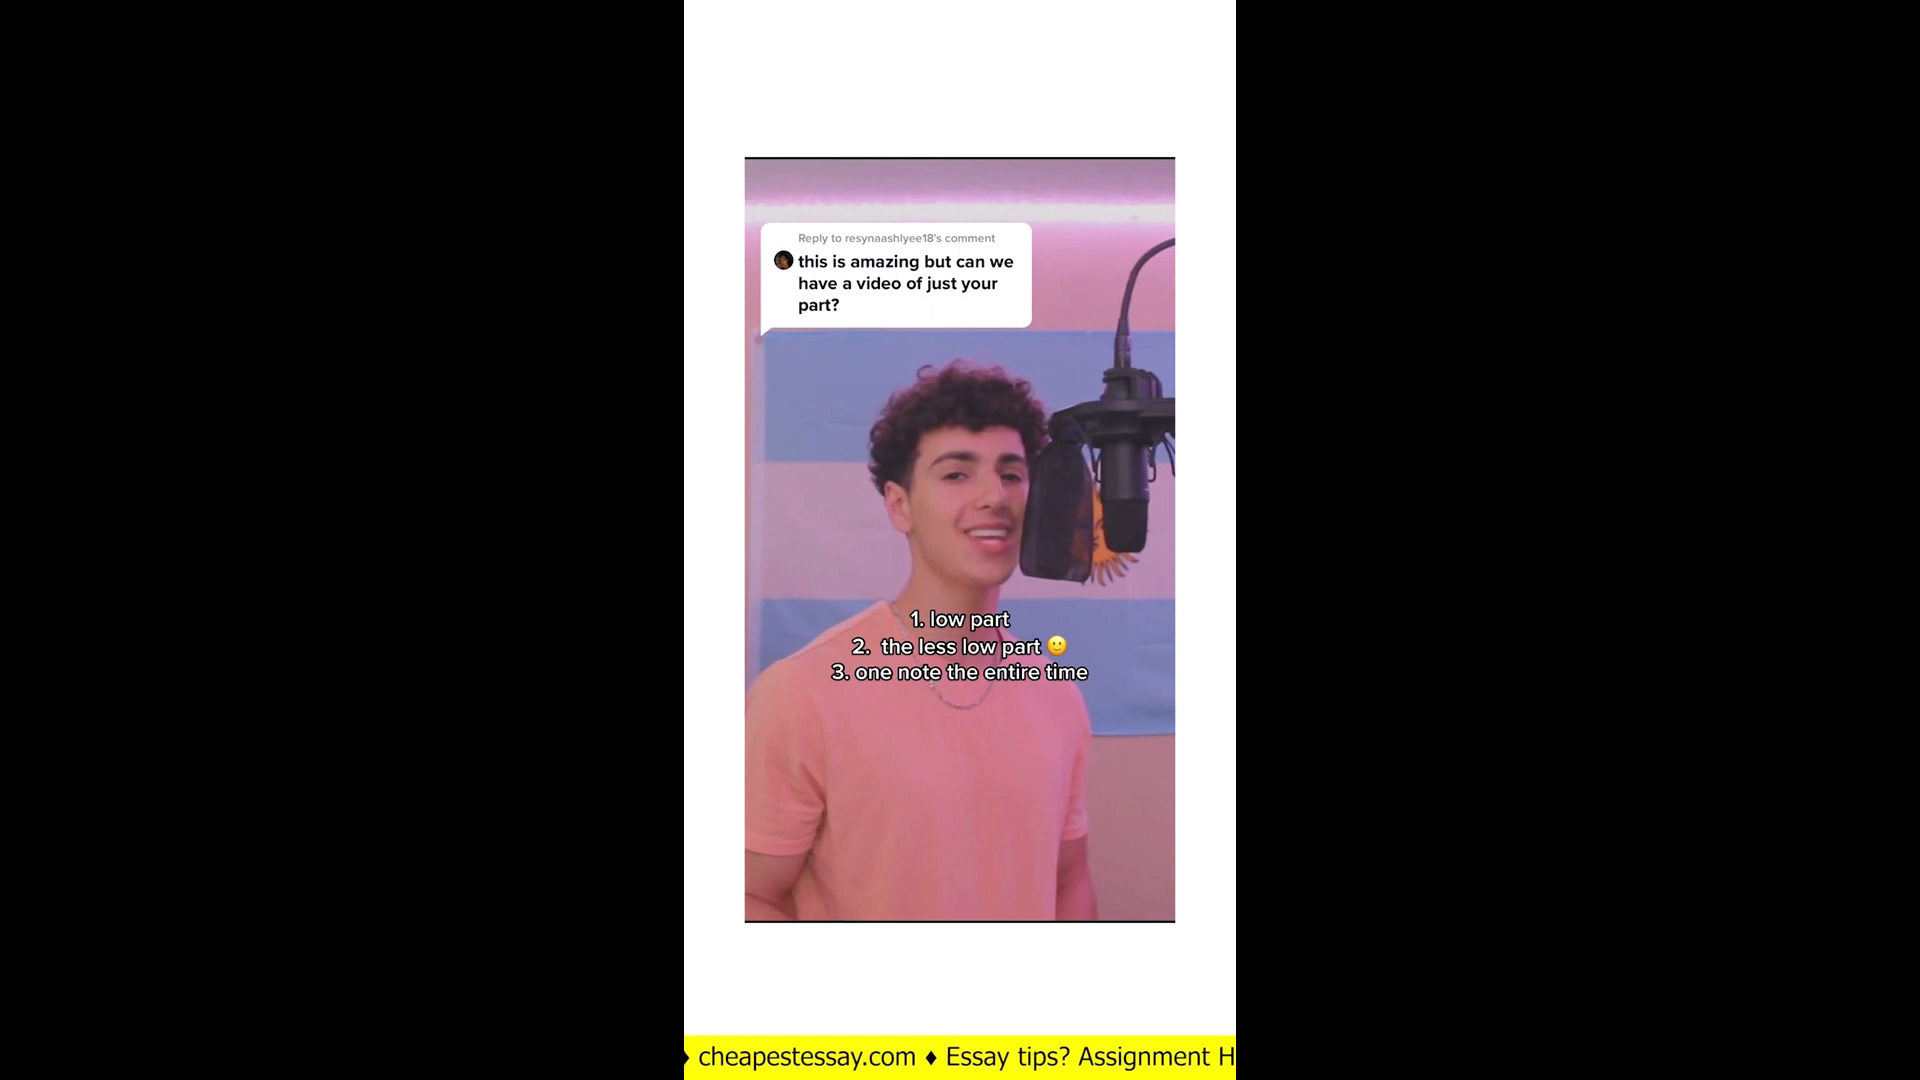 Reply to resynaashlyee18's comment
this is amazing but can we
have a video of just your
part?
1. low part
2. the less low part 🙂
3. one note the entire time
♦ cheapestessay.com ♦ Essay tips? Assignment H